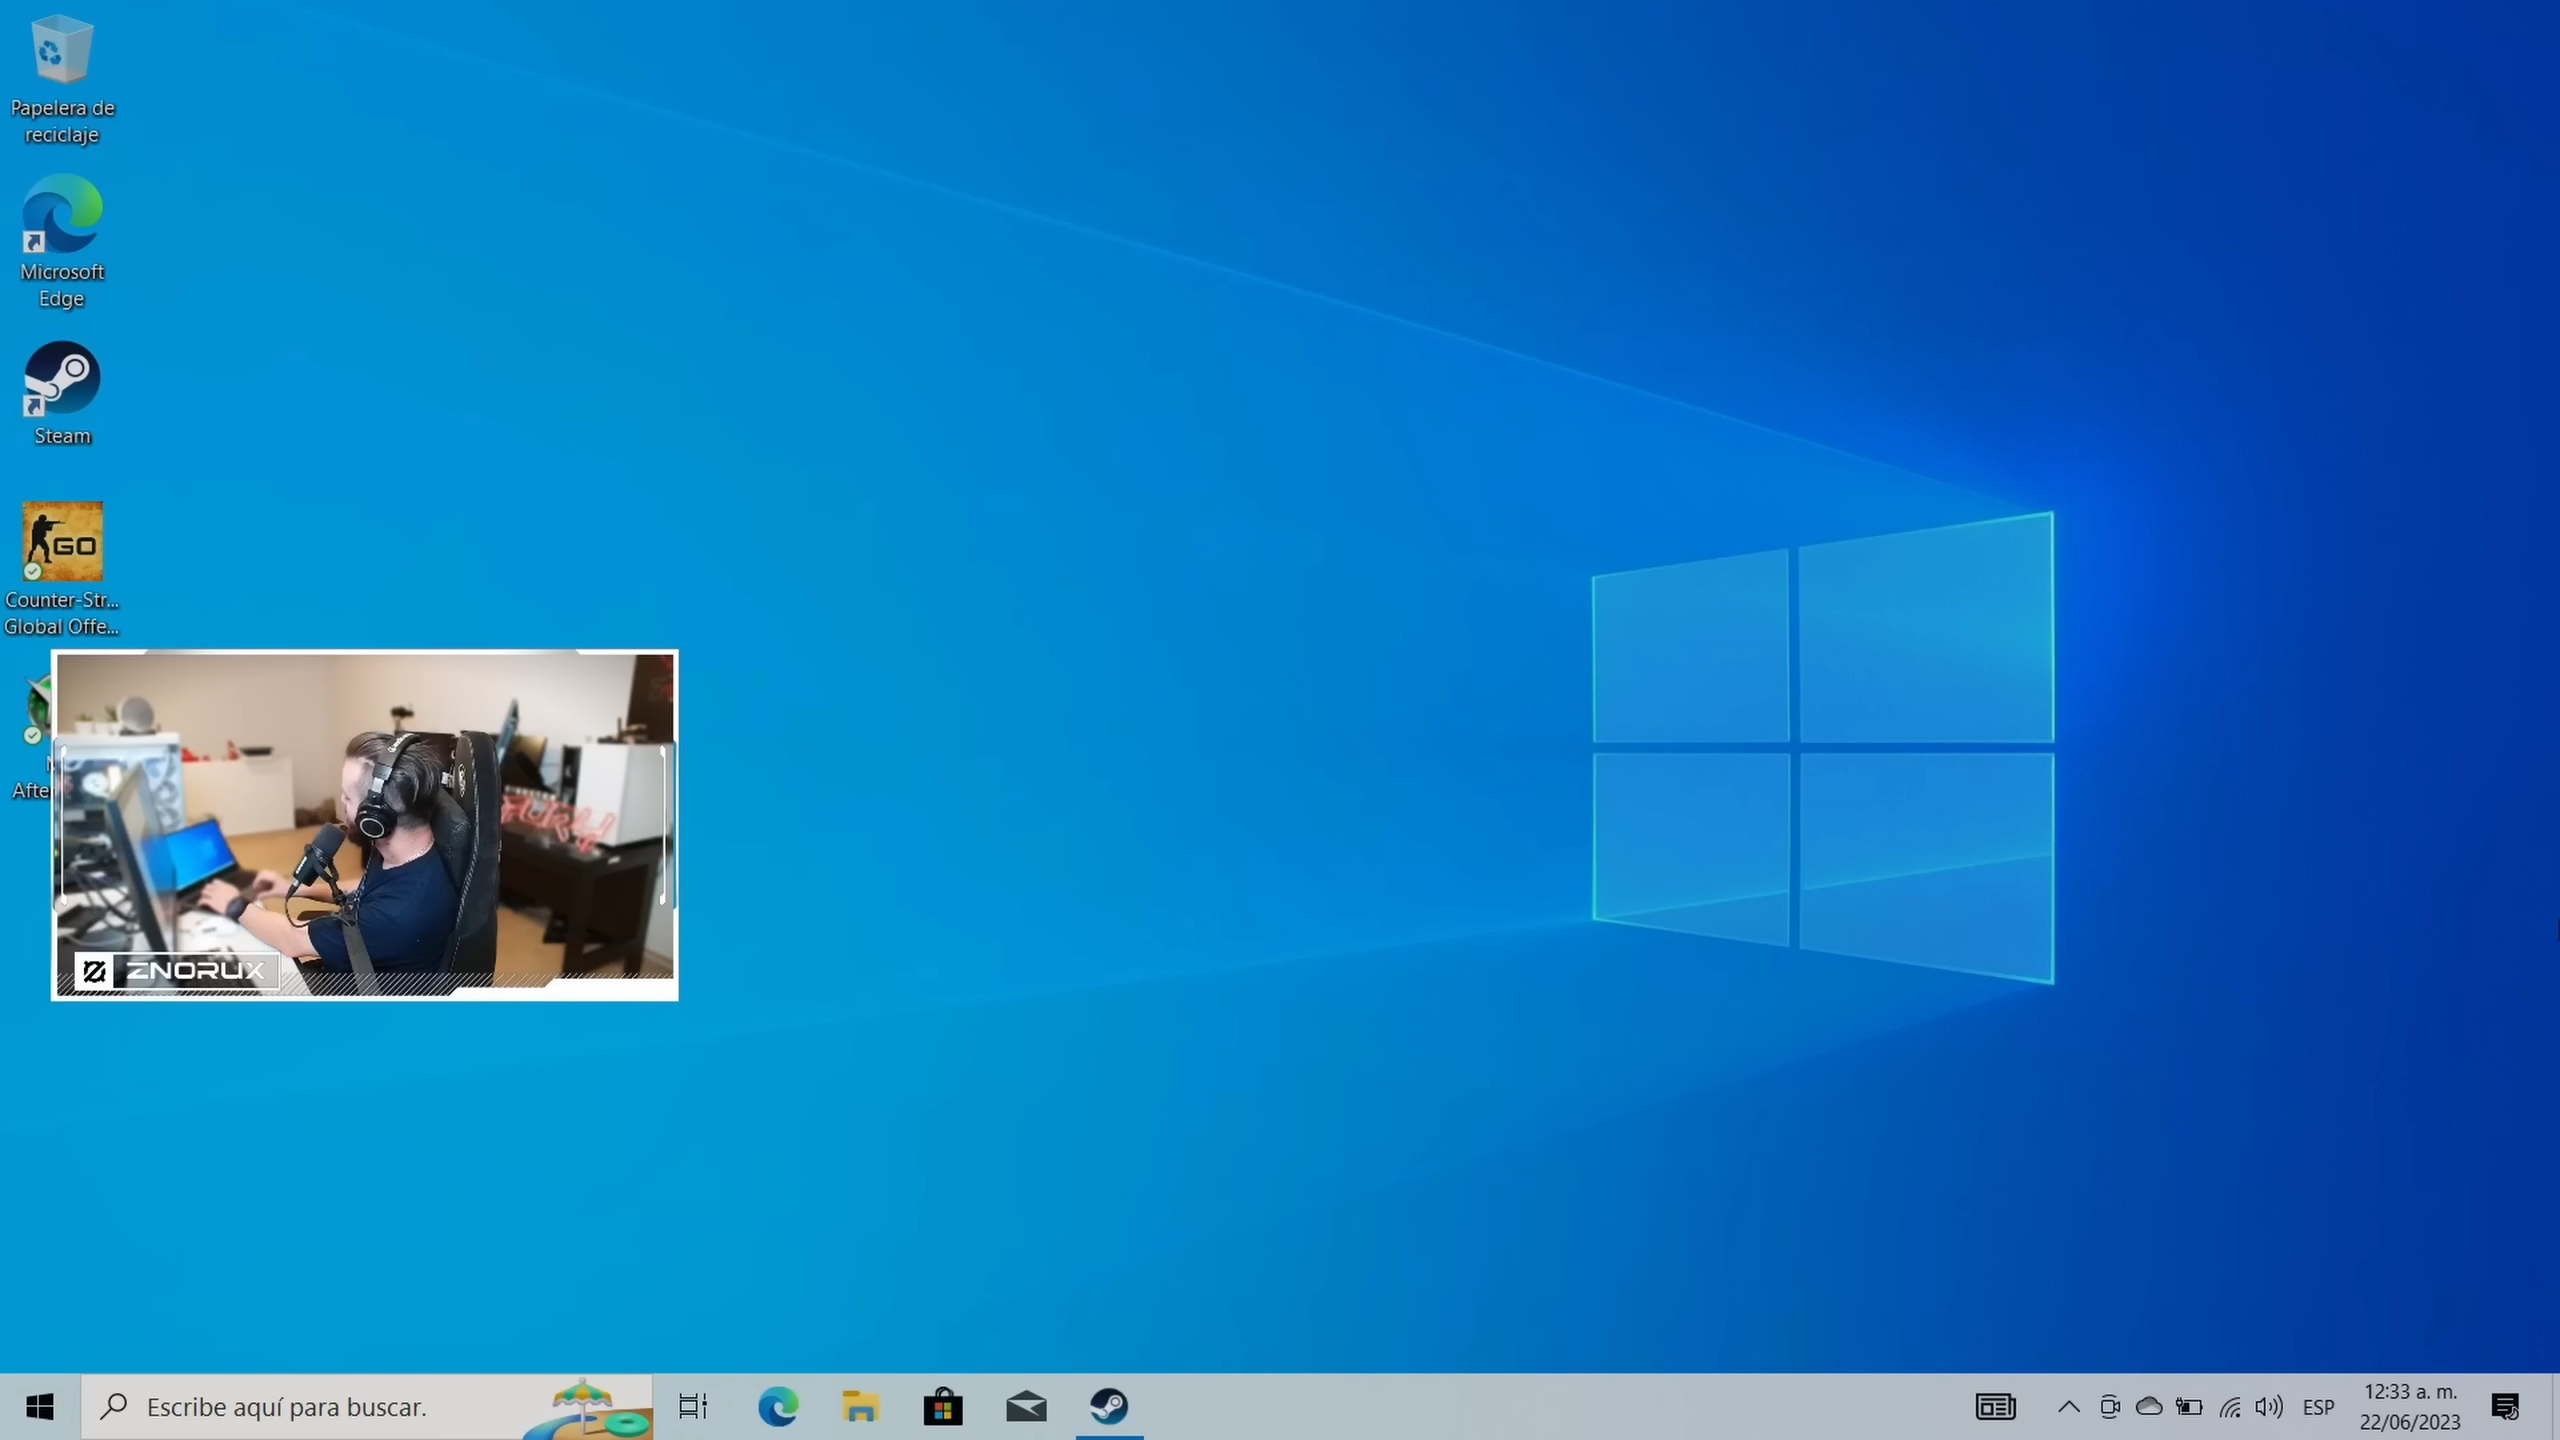 Papelera de
reciclaje
Microsoft
Edge
Steam
GO
Counter-Str...
Global Offe...
Afte
ZNORUX
Escribe aquí para buscar.
ESP
12:33 a. m.
22/06/2023